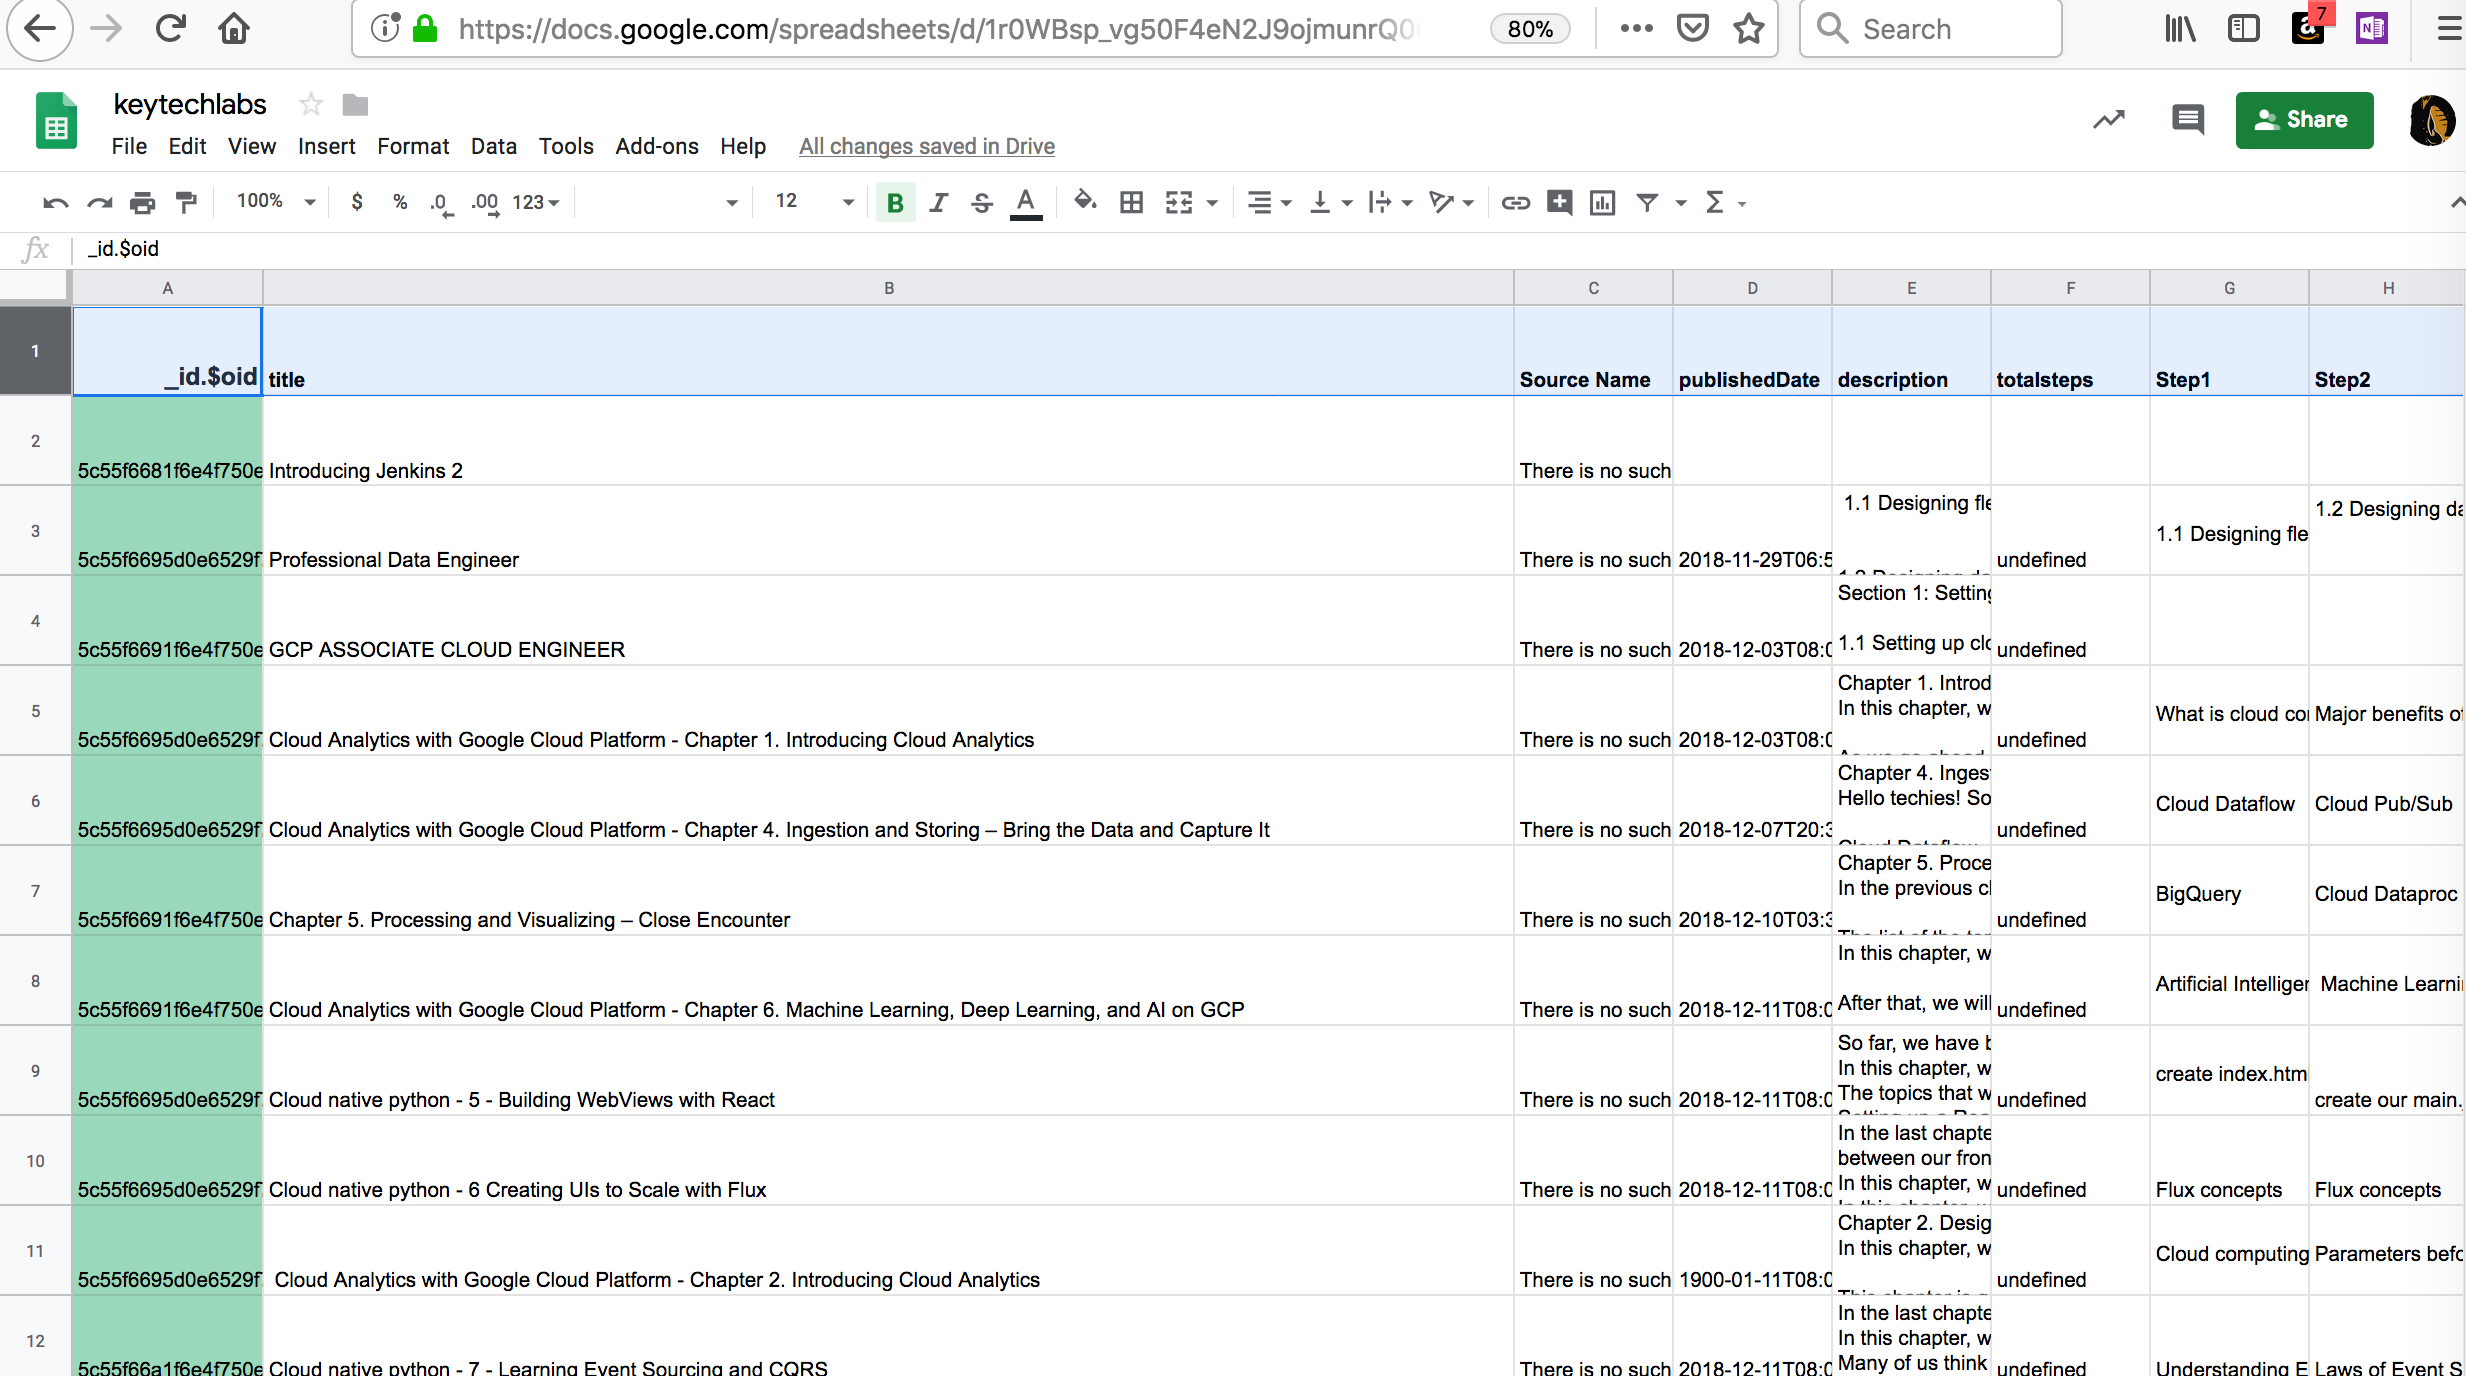 https://docs.google.com/spreadsheets/d/1r0WBsp_vg50F4eN2J9ojmunrQ0
80%
Search
7
keytechlabs
File Edit View Insert Format Data Tools Add-ons Help All changes saved in Drive
Share
100% $ % .0 .00 123 12 B I S A Σ
fx _id.$oid
A B C D E F G H
1 _id.$oid title Source Name publishedDate description totalsteps Step1 Step2
2 5c55f6681f6e4f750e Introducing Jenkins 2 There is no such
3 5c55f6695d0e6529f Professional Data Engineer There is no such 2018-11-29T06:5 1.1 Designing fle undefined 1.1 Designing fle 1.2 Designing da
4 5c55f6691f6e4f750e GCP ASSOCIATE CLOUD ENGINEER There is no such 2018-12-03T08:0 Section 1: Setting
1.1 Setting up clo undefined
5 5c55f6695d0e6529f Cloud Analytics with Google Cloud Platform - Chapter 1. Introducing Cloud Analytics There is no such 2018-12-03T08:0 Chapter 1. Introd
In this chapter, w undefined What is cloud co Major benefits of
6 5c55f6695d0e6529f Cloud Analytics with Google Cloud Platform - Chapter 4. Ingestion and Storing – Bring the Data and Capture It There is no such 2018-12-07T20:3 Chapter 4. Inges
Hello techies! So undefined Cloud Dataflow Cloud Pub/Sub
7 5c55f6691f6e4f750e Chapter 5. Processing and Visualizing – Close Encounter There is no such 2018-12-10T03:3 Chapter 5. Proce
In the previous cl undefined BigQuery Cloud Dataproc
8 5c55f6691f6e4f750e Cloud Analytics with Google Cloud Platform - Chapter 6. Machine Learning, Deep Learning, and AI on GCP There is no such 2018-12-11T08:0 In this chapter, w
After that, we will undefined Artificial Intelliger Machine Learni
9 5c55f6695d0e6529f Cloud native python - 5 - Building WebViews with React There is no such 2018-12-11T08:0 So far, we have b
In this chapter, w
The topics that w undefined create index.htm create our main.
10 5c55f6695d0e6529f Cloud native python - 6 Creating UIs to Scale with Flux There is no such 2018-12-11T08:0 In the last chapte
between our fron
In this chapter, w undefined Flux concepts Flux concepts
11 5c55f6695d0e6529f Cloud Analytics with Google Cloud Platform - Chapter 2. Introducing Cloud Analytics There is no such 1900-01-11T08:0 Chapter 2. Desig
In this chapter, w undefined Cloud computing Parameters befo
12 5c55f66a1f6e4f750e Cloud native python - 7 - Learning Event Sourcing and CQRS There is no such 2018-12-11T08:0 In the last chapte
In this chapter, w
Many of us think undefined Understanding E Laws of Event S